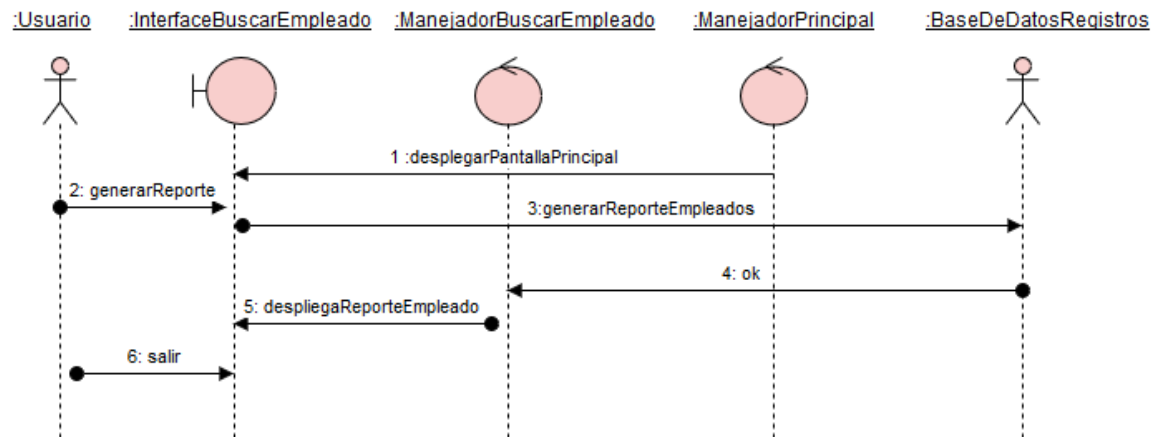 :Usuario
:InterfaceBuscarEmpleado
:ManejadorBuscarEmpleado
:ManejadorPrincipal
:BaseDeDatosRegistros
1 :desplegarPantallaPrincipal
2: generarReporte
3:generarReporteEmpleados
4: ok
5: despliegaReporteEmpleado
6: salir